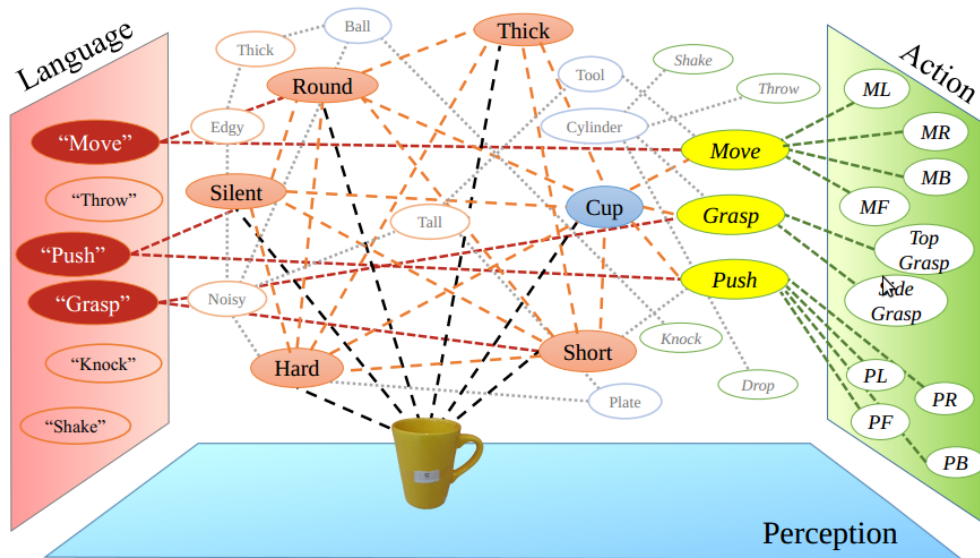 Language
"Move"
"Throw"
"Push"
"Grasp"
"Knock"
"Shake"
Thick
Ball
Thick
Round
Edgy
Silent
Noisy
Hard
Tall
Tool
Cylinder
Cup
Short
Plate
Shake
Throw
Move
Grasp
Push
Knock
Drop
Action
ML
MR
MB
MF
Top
Grasp
Side
Grasp
PL
PR
PF
PB
Perception